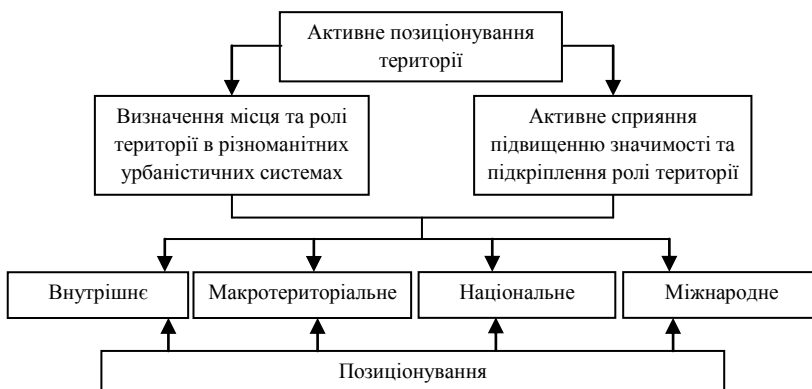 Активне позиціонування
території
Визначення місця та ролі
території в різноманітних
урбаністичних системах
Активне сприяння
підвищенню значимості та
підкріплення ролі території
Внутрішнє
Макротериторіальне
Національне
Міжнародне
Позиціонування